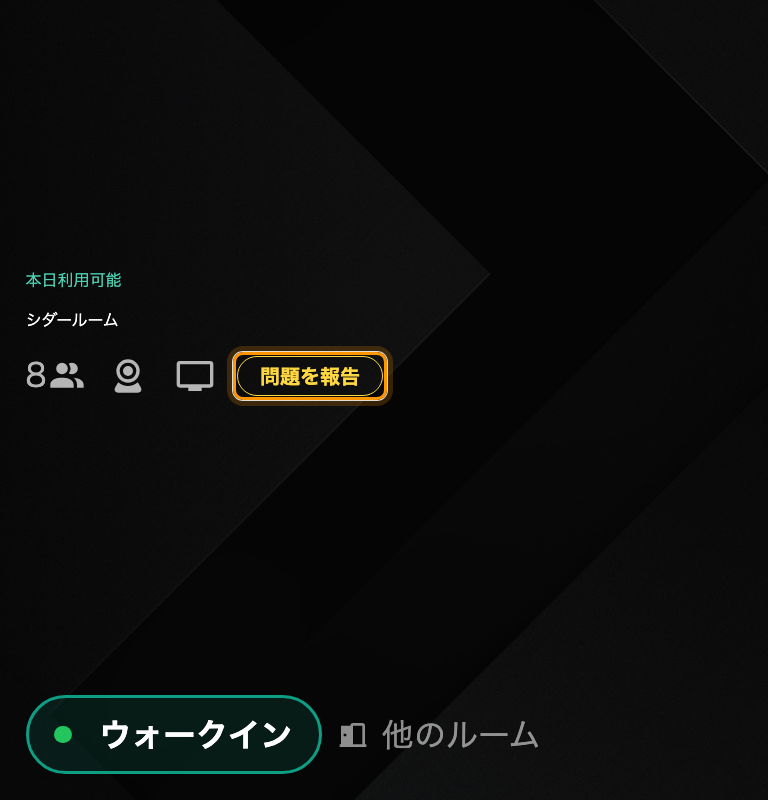 本日利用可能
シダールーム
8
問題を報告
ウォークイン
他のルーム